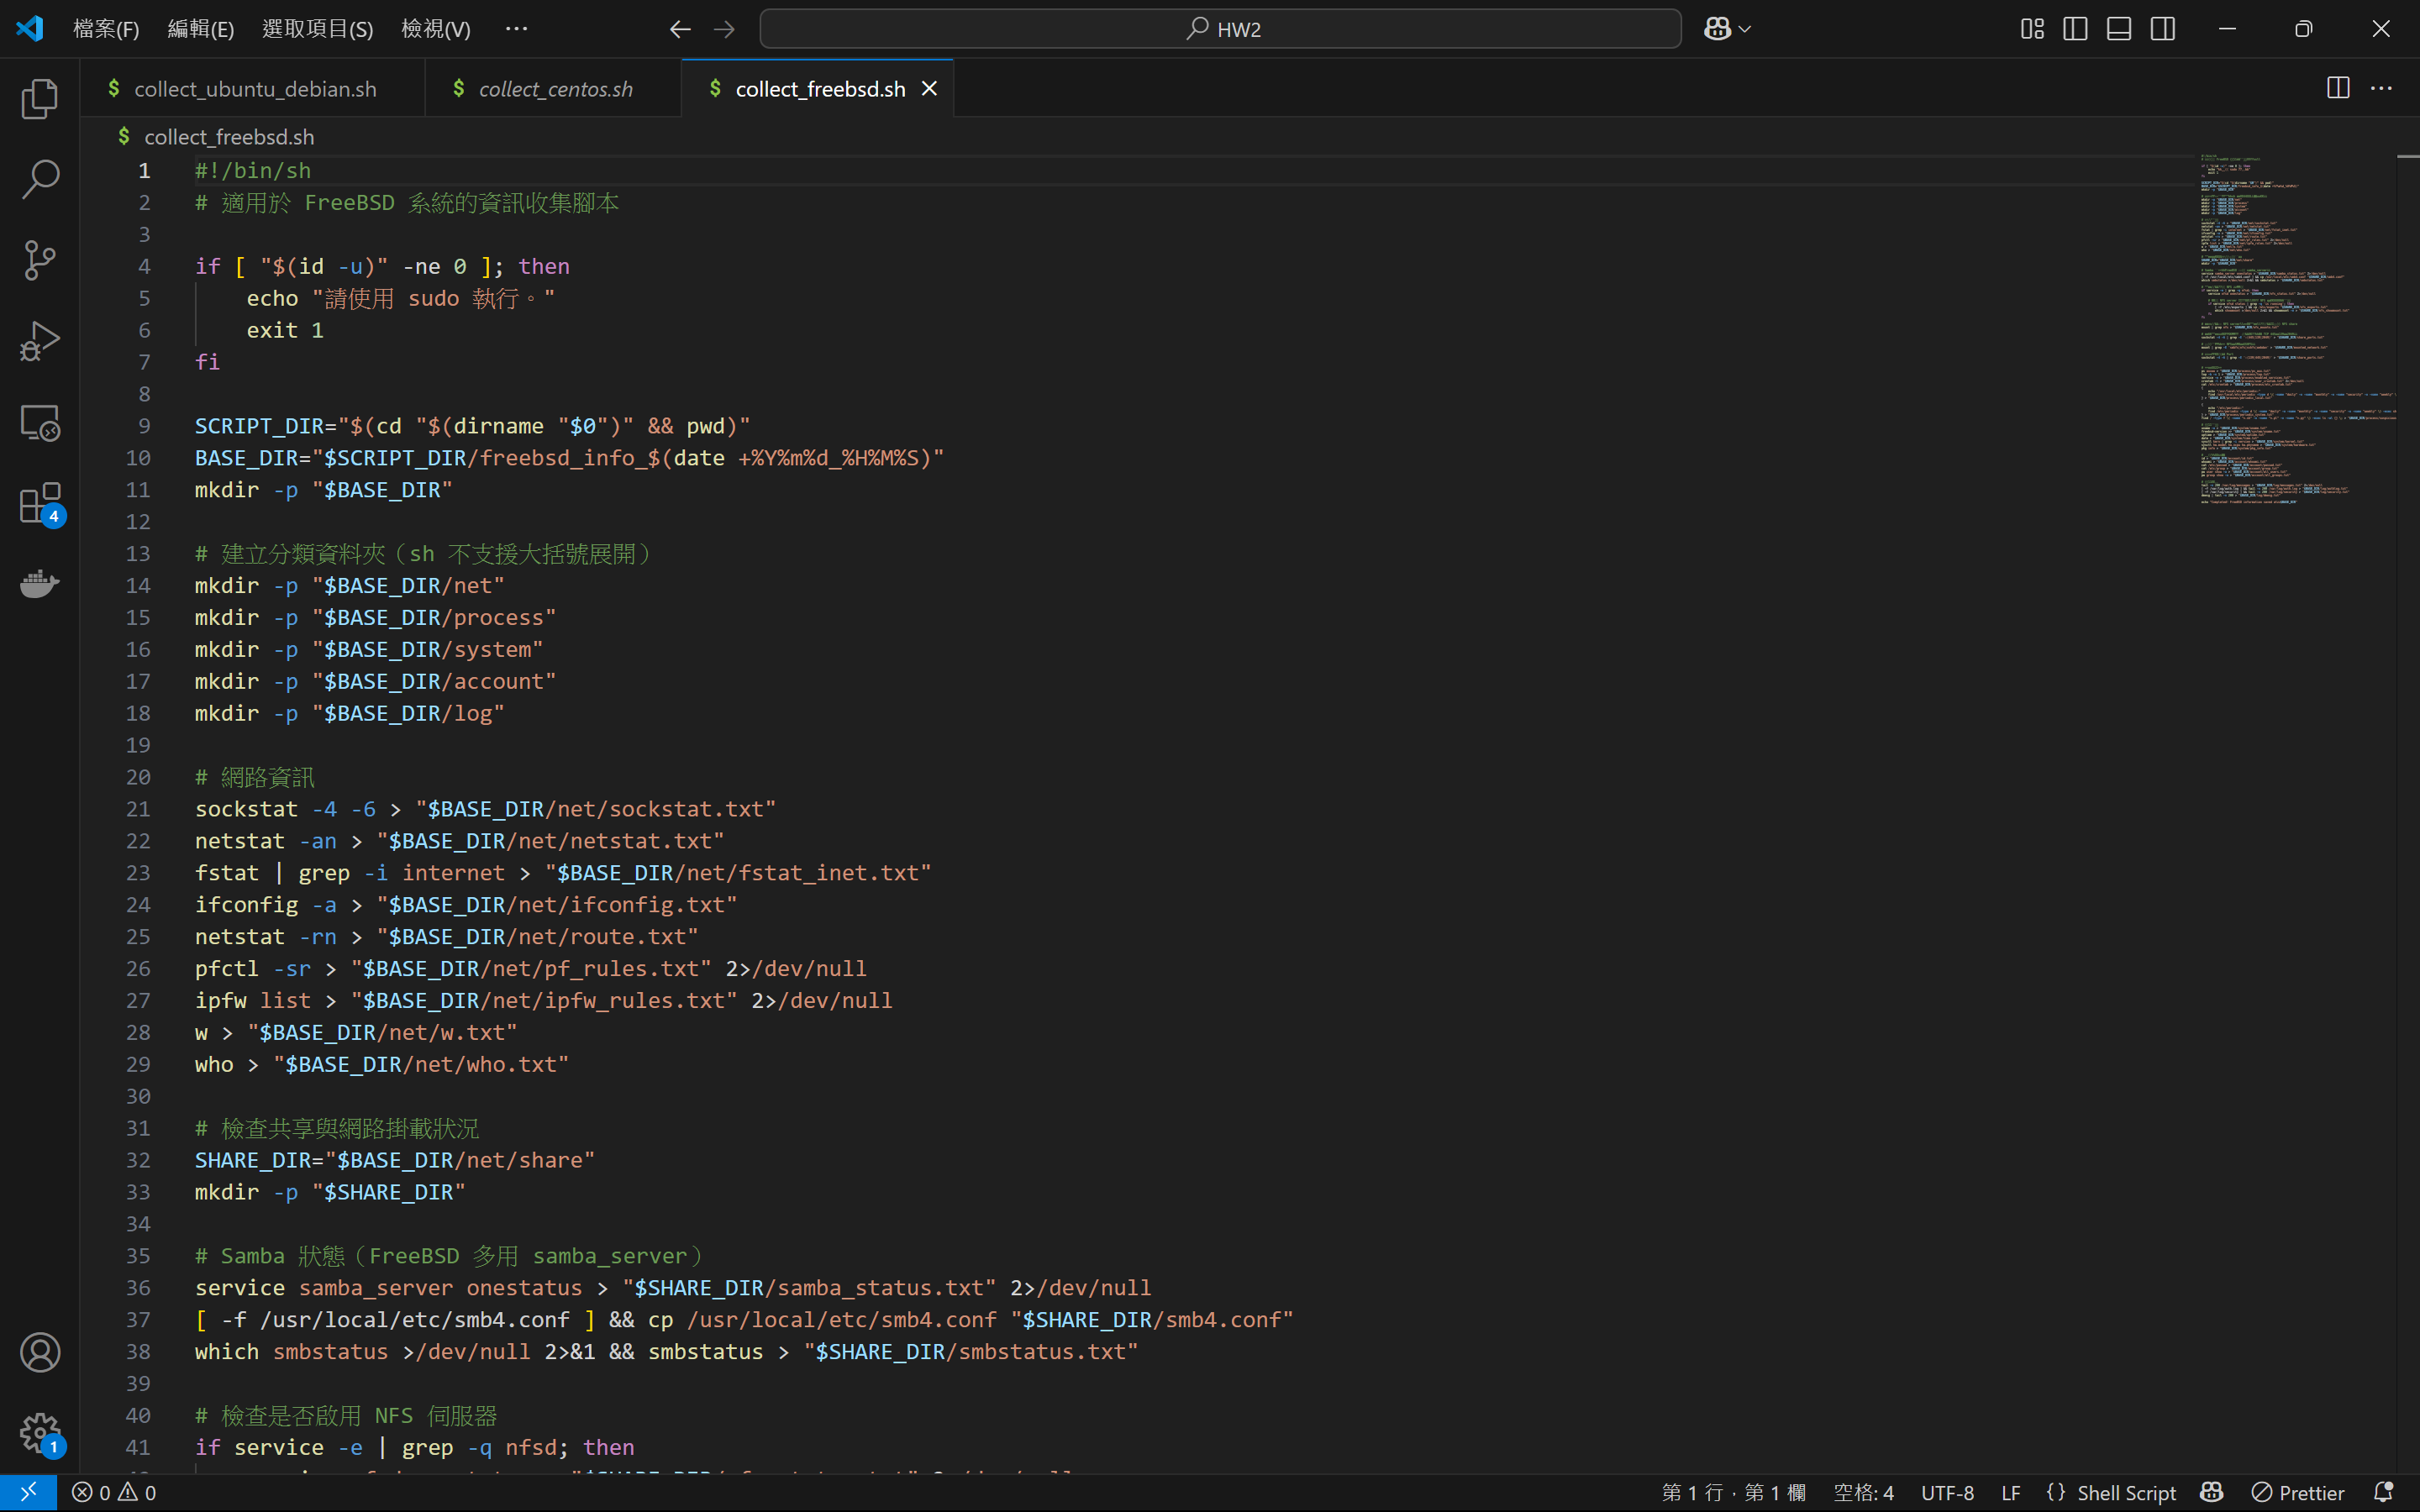 檔案(F) 編輯(E) 選取項目(S) 檢視(V) ··· HW2
collect_ubuntu_debian.sh collect_centos.sh collect_freebsd.sh
collect_freebsd.sh
1 #!/bin/sh
2 # 適用於 FreeBSD 系統的資訊收集腳本
3
4 if [ "$(id -u)" -ne 0 ]; then
5     echo "請使用 sudo 執行。"
6     exit 1
7 fi
8
9 SCRIPT_DIR="$(cd "$(dirname "$0")" && pwd)"
10 BASE_DIR="$SCRIPT_DIR/freebsd_info_$(date +%Y%m%d_%H%M%S)"
11 mkdir -p "$BASE_DIR"
12
13 # 建立分類資料夾（sh 不支援大括號展開）
14 mkdir -p "$BASE_DIR/net"
15 mkdir -p "$BASE_DIR/process"
16 mkdir -p "$BASE_DIR/system"
17 mkdir -p "$BASE_DIR/account"
18 mkdir -p "$BASE_DIR/log"
19
20 # 網路資訊
21 sockstat -4 -6 > "$BASE_DIR/net/sockstat.txt"
22 netstat -an > "$BASE_DIR/net/netstat.txt"
23 fstat | grep -i internet > "$BASE_DIR/net/fstat_inet.txt"
24 ifconfig -a > "$BASE_DIR/net/ifconfig.txt"
25 netstat -rn > "$BASE_DIR/net/route.txt"
26 pfctl -sr > "$BASE_DIR/net/pf_rules.txt" 2>/dev/null
27 ipfw list > "$BASE_DIR/net/ipfw_rules.txt" 2>/dev/null
28 w > "$BASE_DIR/net/w.txt"
29 who > "$BASE_DIR/net/who.txt"
30
31 # 檢查共享與網路掛載狀況
32 SHARE_DIR="$BASE_DIR/net/share"
33 mkdir -p "$SHARE_DIR"
34
35 # Samba 狀態（FreeBSD 多用 samba_server）
36 service samba_server onestatus > "$SHARE_DIR/samba_status.txt" 2>/dev/null
37 [ -f /usr/local/etc/smb4.conf ] && cp /usr/local/etc/smb4.conf "$SHARE_DIR/smb4.conf"
38 which smbstatus >/dev/null 2>&1 && smbstatus > "$SHARE_DIR/smbstatus.txt"
39
40 # 檢查是否啟用 NFS 伺服器
41 if service -e | grep -q nfsd; then
4
1
0 0 第 1 行，第 1 欄 空格: 4 UTF-8 LF {} Shell Script Prettier